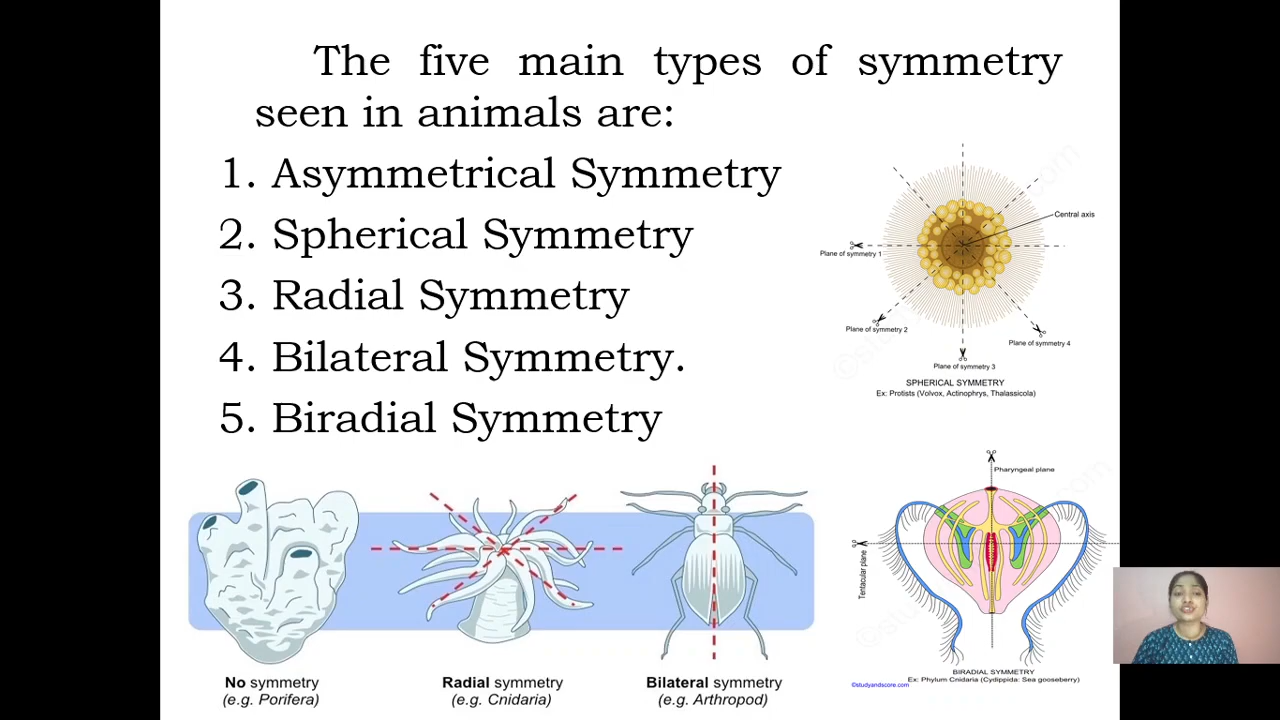 The five main types of symmetry
seen in animals are:
1. Asymmetrical Symmetry
2. Spherical Symmetry
3. Radial Symmetry
4. Bilateral Symmetry.
5. Biradial Symmetry
Central axis
Plane of symmetry 1
Plane of symmetry 2
Plane of symmetry 4
Plane of symmetry 3
SPHERICAL SYMMETRY
Ex: Protists (Volvox, Actinophrys, Thalassicola)
Pharyngeal plane
Tentacular plane
BIRADIAL SYMMETRY
Ex: Phylum Cnidaria (Cydippida: Sea gooseberry)
©studyandscore.com
No symmetry
(e.g. Porifera)
Radial symmetry
(e.g. Cnidaria)
Bilateral symmetry
(e.g. Arthropod)